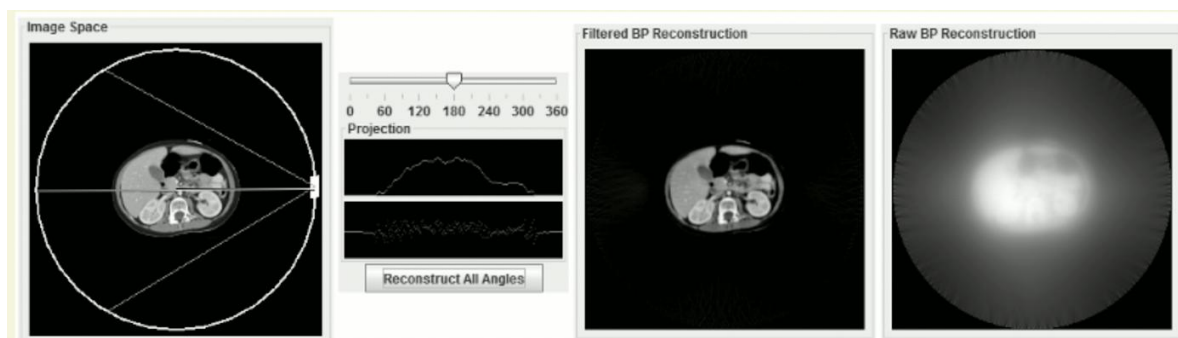 Image Space
0 60 120 180 240 300 360
Projection
Reconstruct All Angles
Filtered BP Reconstruction
Raw BP Reconstruction